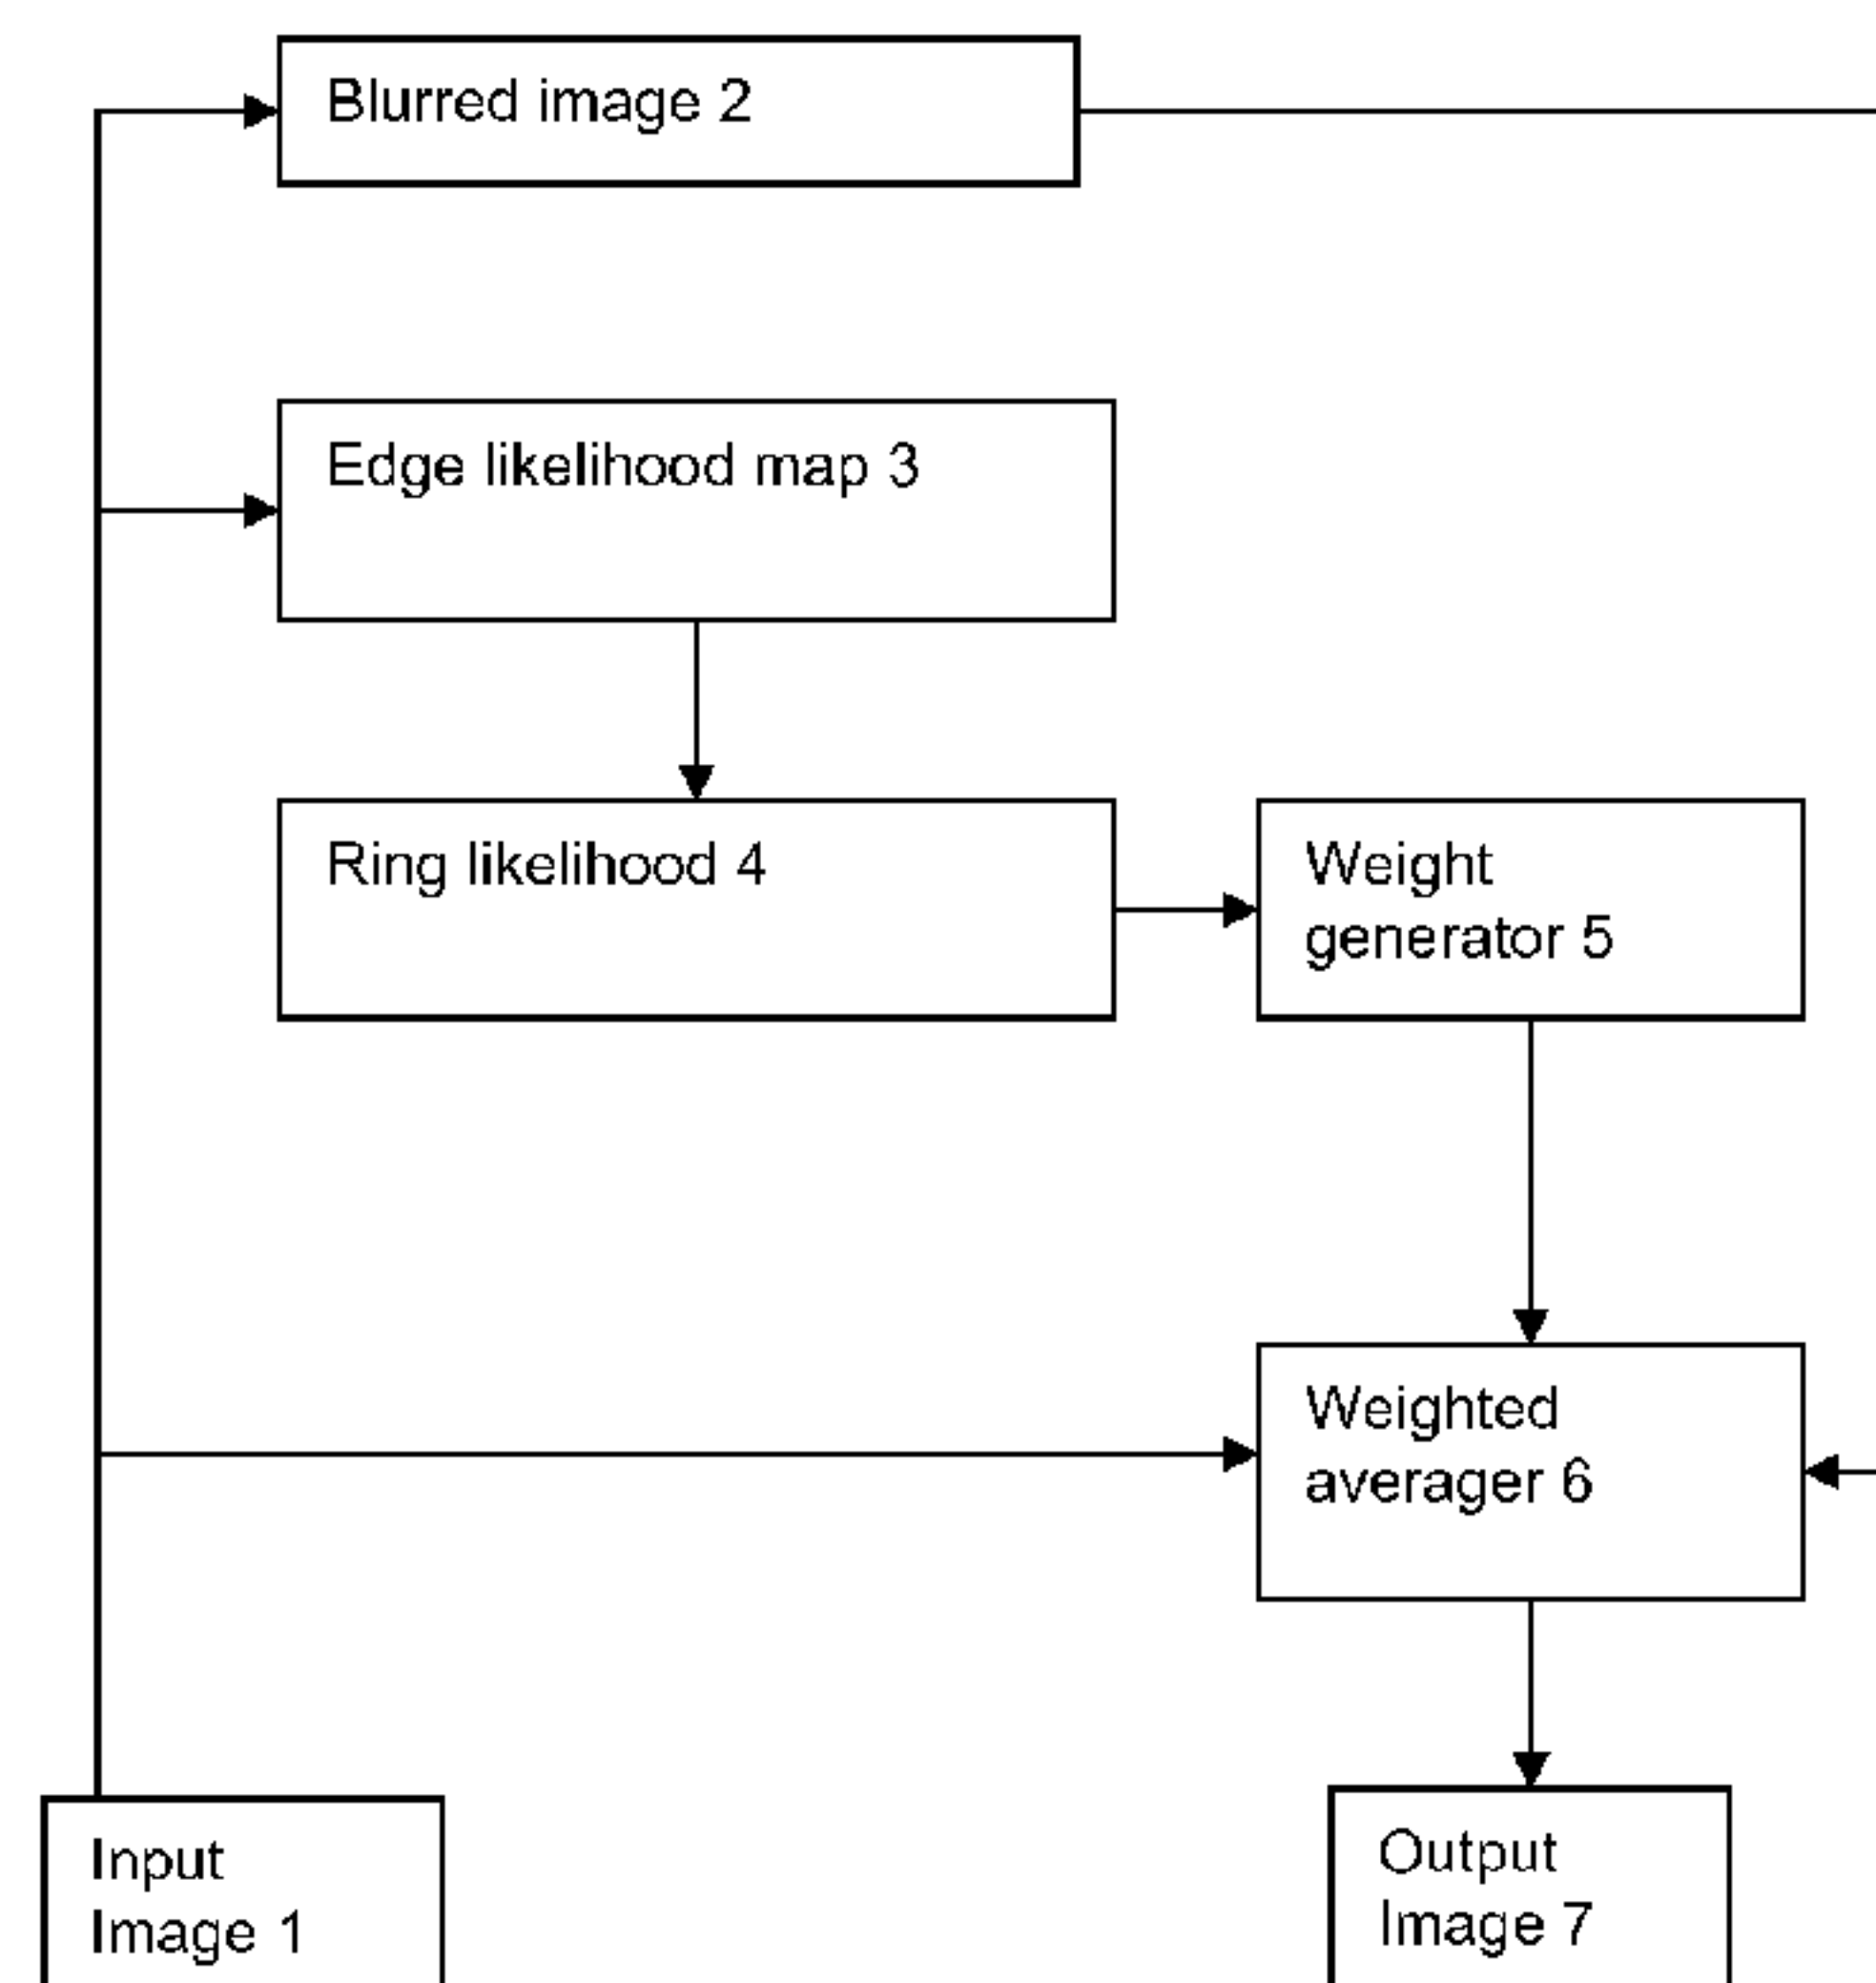 Blurred image 2
Edge likelihood map 3
Ring likelihood 4
Weight
generator 5
Weighted
averager 6
Input
Image 1
Output
Image 7